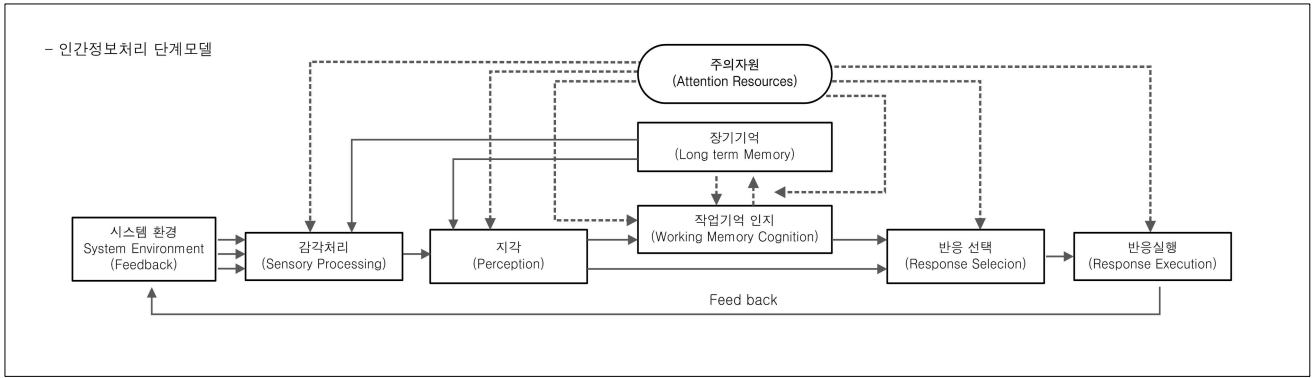 - 인간정보처리 단계모델
주의자원
(Attention Resources)
장기기억
(Long term Memory)
시스템 환경
System Environment
(Feedback)
감각처리
(Sensory Processing)
지각
(Perception)
작업기억 인지
(Working Memory Cognition)
반응 선택
(Response Selecion)
반응실행
(Response Execution)
Feed back